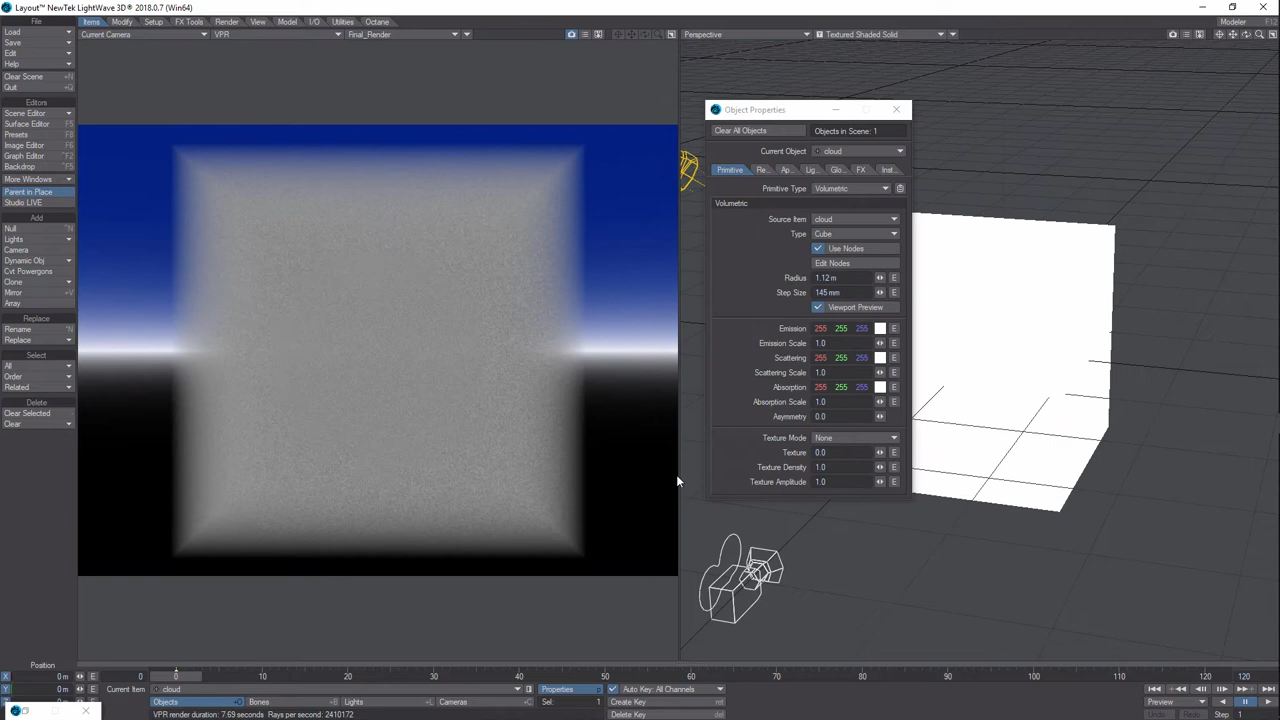 Layout™ NewTek LightWave 3D® 2018.0.7 (Win64)
File Items Modify Setup FX Tools Render View Model I/O Utilities Octane Modeler
Load Current Camera VPR Final_Render Perspective Textured Shaded Solid
Save
Edit
Help
Clear Scene +N
Quit +Q
Editors
Scene Editor
Surface Editor F5
Presets F8
Image Editor F6
Graph Editor ^F2
Backdrop ^F5
More Windows
Parent in Place
Studio LIVE
Add
Null
Lights
Camera
Dynamic Obj
Cvt Powergons
Clone
Mirror +V
Array
Replace
Rename ^N
Replace
Select
All
Order
Related
Delete
Clear Selected
Clear
Object Properties
Clear All Objects Objects in Scene: 1
Current Object cloud
Primitive Re... Ap... Lig... Glo... FX Inst...
Primitive Type Volumetric
Volumetric
Source Item cloud
Type Cube
Use Nodes
Edit Nodes
Radius 1.12 m E
Step Size 145 mm E
Viewport Preview
Emission 255 255 255 E
Emission Scale 1.0 E
Scattering 255 255 255 E
Scattering Scale 1.0 E
Absorption 255 255 255 E
Absorption Scale 1.0 E
Asymmetry 0.0
Texture Mode None
Texture 0.0 E
Texture Density 1.0 E
Texture Amplitude 1.0 E
Position
X 0 m E 0 0 10 20 30 40 50 60 70 80 90 100 110 120 120
Y 0 m E Current Item cloud Properties Auto Key: All Channels
Objects Bones Lights Cameras Sel: 1 Create Key Preview
VPR render duration: 7.69 seconds Rays per second: 2410172 Delete Key Undo Redo Step 1